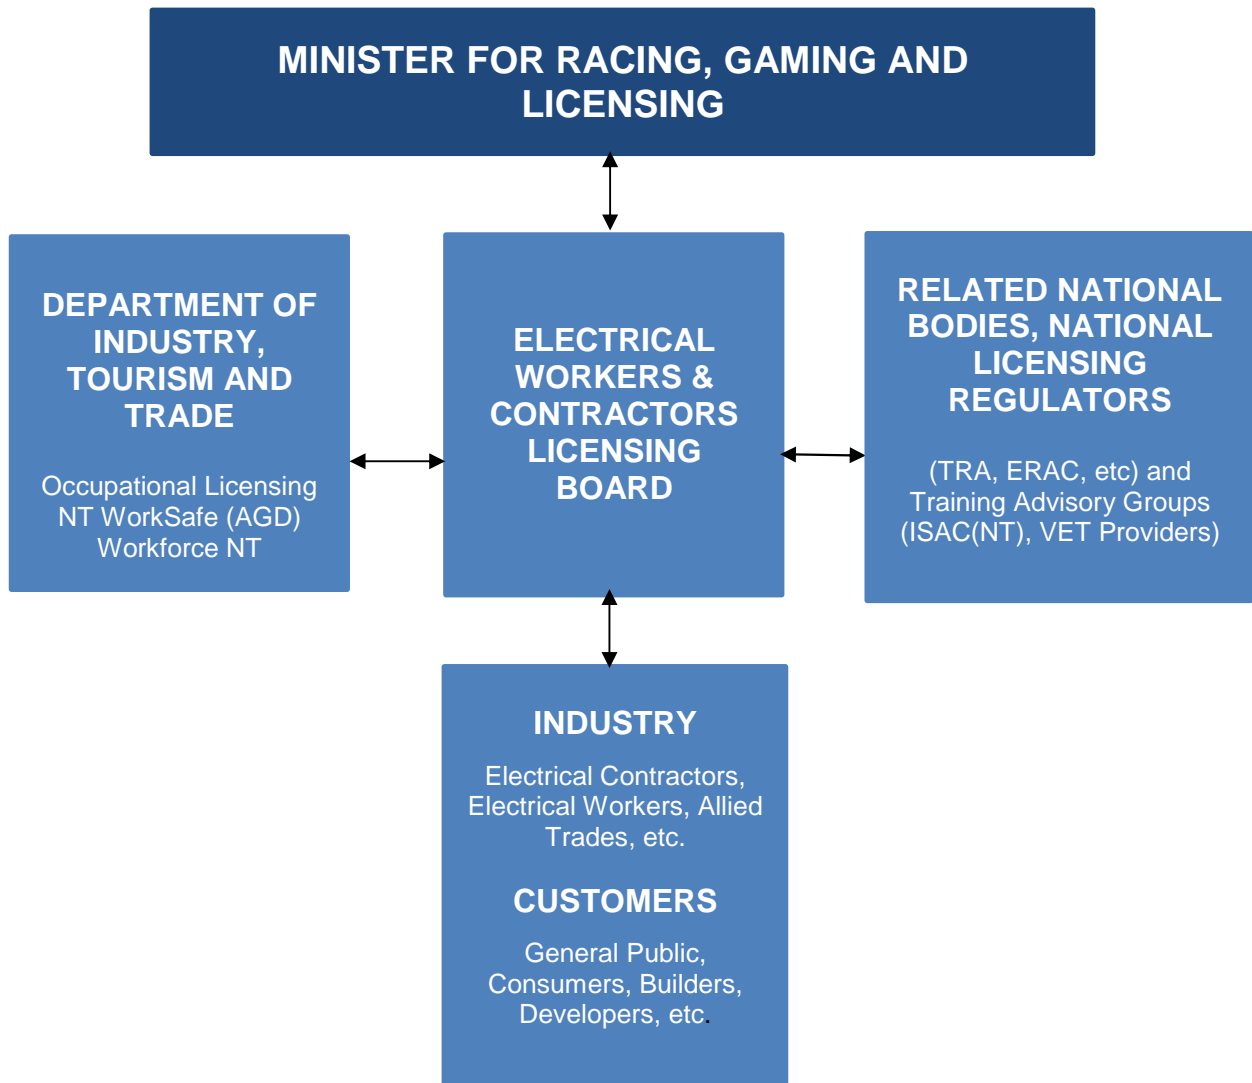 MINISTER FOR RACING, GAMING AND
LICENSING
DEPARTMENT OF
INDUSTRY,
TOURISM AND
TRADE
Occupational Licensing
NT WorkSafe (AGD)
Workforce NT
ELECTRICAL
WORKERS &
CONTRACTORS
LICENSING
BOARD
RELATED NATIONAL
BODIES, NATIONAL
LICENSING
REGULATORS
(TRA, ERAC, etc) and
Training Advisory Groups
(ISAC(NT), VET Providers)
INDUSTRY
Electrical Contractors,
Electrical Workers, Allied
Trades, etc.
CUSTOMERS
General Public,
Consumers, Builders,
Developers, etc.